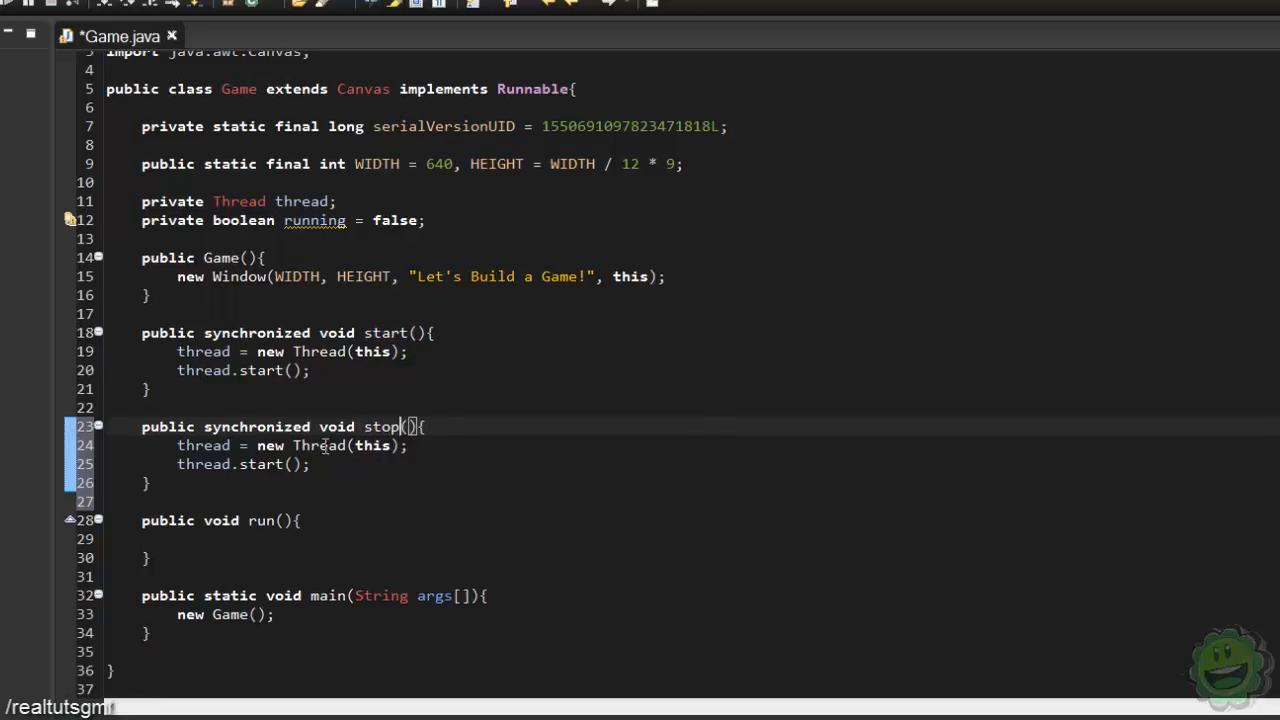 *Game.java
3 import java.awt.Canvas;
4
5 public class Game extends Canvas implements Runnable{
6
7 private static final long serialVersionUID = 1550691097823471818L;
8
9 public static final int WIDTH = 640, HEIGHT = WIDTH / 12 * 9;
10
11 private Thread thread;
12 private boolean running = false;
13
14 public Game(){
15 new Window(WIDTH, HEIGHT, "Let's Build a Game!", this);
16 }
17
18 public synchronized void start(){
19 thread = new Thread(this);
20 thread.start();
21 }
22
23 public synchronized void stop(){
24 thread = new Thread(this);
25 thread.start();
26 }
27
28 public void run(){
29
30 }
31
32 public static void main(String args[]){
33 new Game();
34 }
35
36 }
37
/realtutsgmr